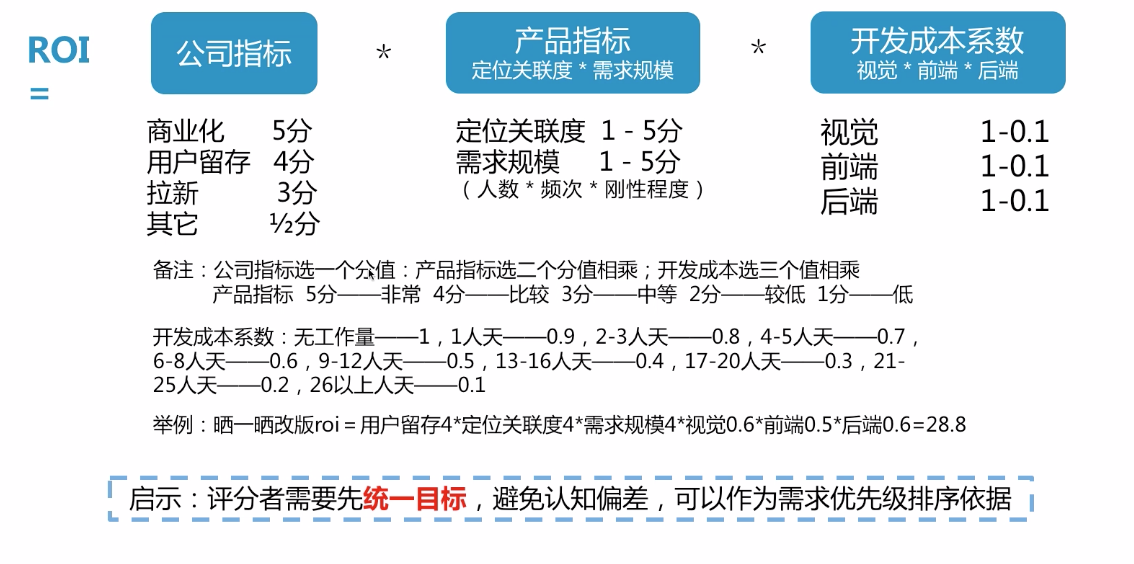 ROI
=
公司指标 * 产品指标 * 开发成本系数
定位关联度 * 需求规模 视觉 * 前端 * 后端
商业化 5分
用户留存 4分
拉新 3分
其它 ½分
定位关联度 1 - 5分
需求规模 1 - 5分
（ 人数 * 频次 * 刚性程度 ）
视觉 1-0.1
前端 1-0.1
后端 1-0.1
备注：公司指标选一个分值：产品指标选二个分值相乘；开发成本选三个值相乘
产品指标 5分——非常 4分——比较 3分——中等 2分——较低 1分——低
开发成本系数：无工作量——1，1人天——0.9，2-3人天——0.8，4-5人天——0.7，
6-8人天——0.6，9-12人天——0.5，13-16人天——0.4，17-20人天——0.3，21-
25人天——0.2，26以上人天——0.1
举例：晒一晒改版roi＝用户留存4*定位关联度4*需求规模4*视觉0.6*前端0.5*后端0.6=28.8
启示：评分者需要先统一目标，避免认知偏差，可以作为需求优先级排序依据